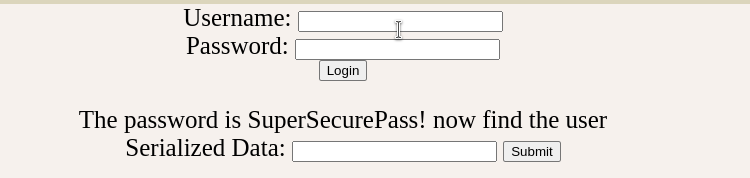 Username:
Password:
Login
The password is SuperSecurePass! now find the user
Serialized Data: Submit